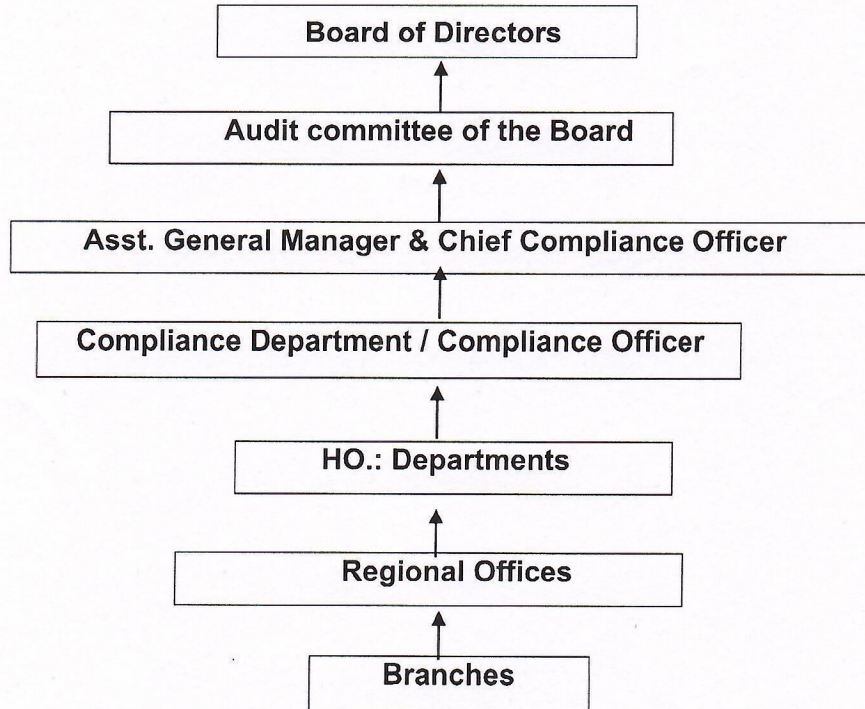 Board of Directors
Audit committee of the Board
Asst. General Manager & Chief Compliance Officer
Compliance Department / Compliance Officer
HO.: Departments
Regional Offices
Branches